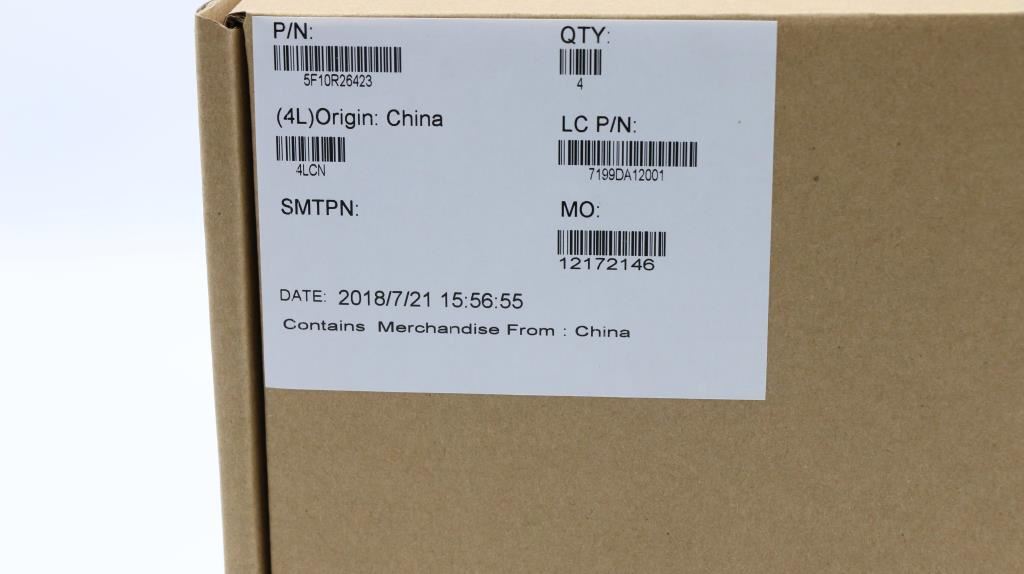 P/N:
5F10R26423
QTY:
4
(4L)Origin: China
4LCN
LC P/N:
7199DA12001
SMTPN:
MO:
12172146
DATE: 2018/7/21 15:56:55
Contains Merchandise From : China